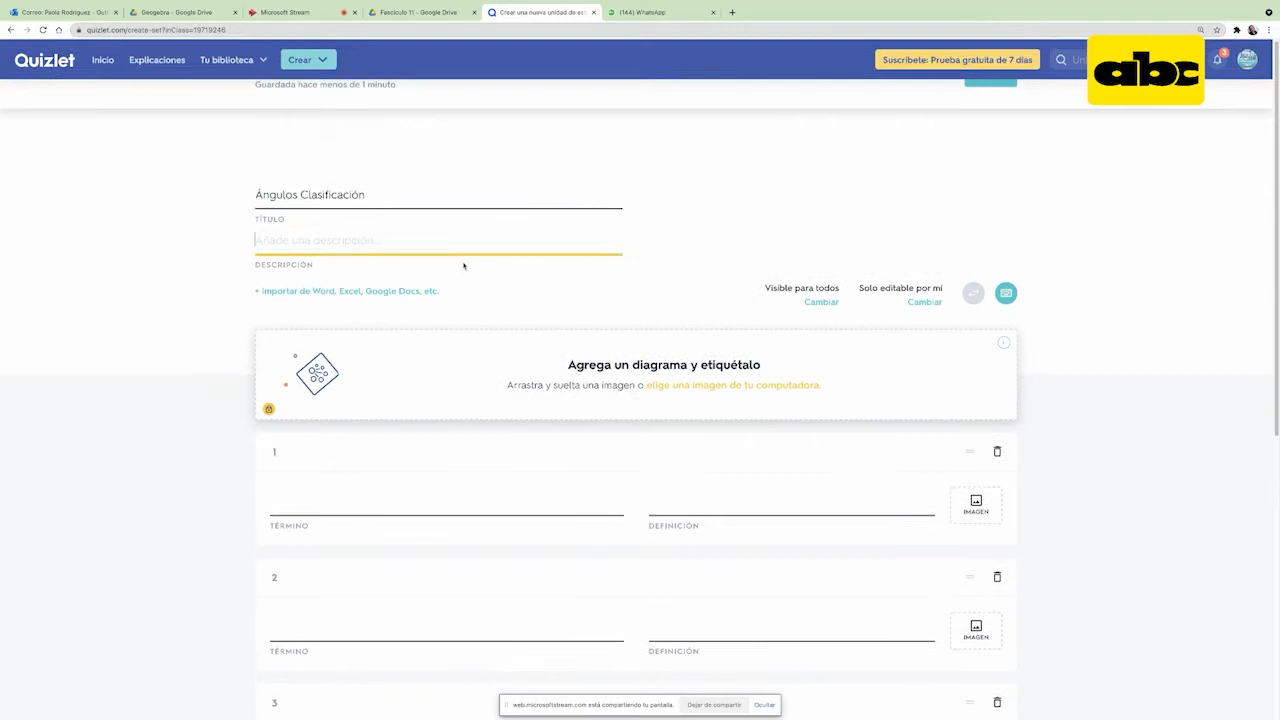 Correo: Paola Rodriguez - Outl
Geogebra - Google Drive
Microsoft Stream
Fascículo 11 - Google Drive
Crear una nueva unidad de es
(144) WhatsApp
quizlet.com/create-set?inClass=19719246
Quizlet
Inicio
Explicaciones
Tu biblioteca
Crear
Suscríbete: Prueba gratuita de 7 días
3
abc
Guardada hace menos de 1 minuto
Ángulos Clasificación
TÍTULO
Añade una descripción...
DESCRIPCIÓN
+ Importar de Word, Excel, Google Docs, etc.
Visible para todos
Cambiar
Solo editable por mí
Cambiar
Agrega un diagrama y etiquétalo
Arrastra y suelta una imagen o elige una imagen de tu computadora.
1
TÉRMINO
DEFINICIÓN
IMAGEN
2
TÉRMINO
DEFINICIÓN
IMAGEN
3
web.microsoftstream.com está compartiendo tu pantalla.
Dejar de compartir
Ocultar